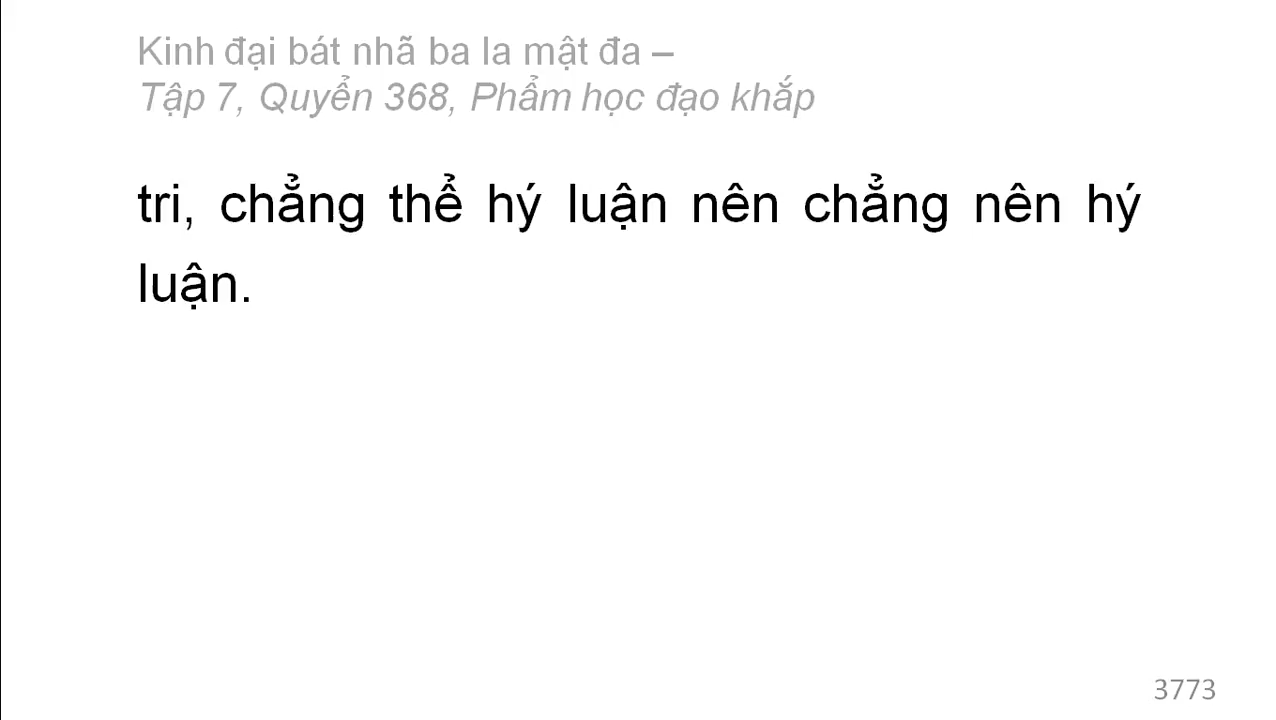 Kinh đại bát nhã ba la mật đa –
Tập 7, Quyển 368, Phẩm học đạo khắp
tri, chẳng thể hý luận nên chẳng nên hý
luận.
3773